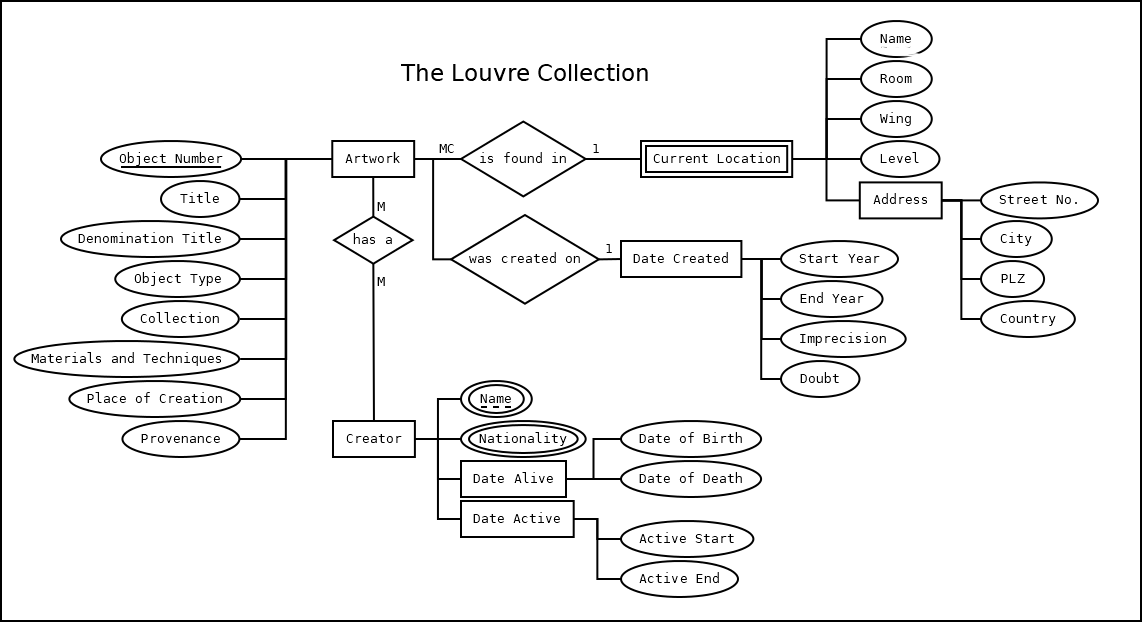 The Louvre Collection
Object Number
Title
Denomination Title
Object Type
Collection
Materials and Techniques
Place of Creation
Provenance
Artwork
MC
is found in
1
Current Location
Name
Room
Wing
Level
Address
Street No.
City
PLZ
Country
M
has a
M
was created on
1
Date Created
Start Year
End Year
Imprecision
Doubt
Creator
Name
Nationality
Date Alive
Date of Birth
Date of Death
Date Active
Active Start
Active End